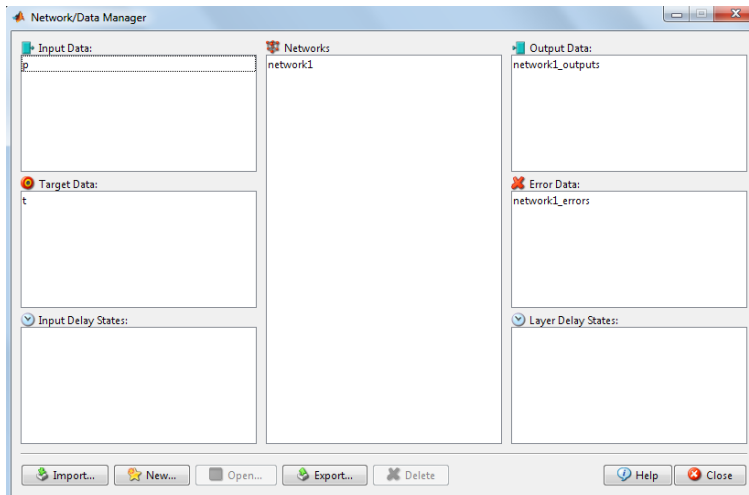 Network/Data Manager
Input Data:
p
Networks
network1
Output Data:
network1_outputs
Target Data:
t
Error Data:
network1_errors
Input Delay States:
Layer Delay States:
Import...
New...
Open...
Export...
Delete
Help
Close